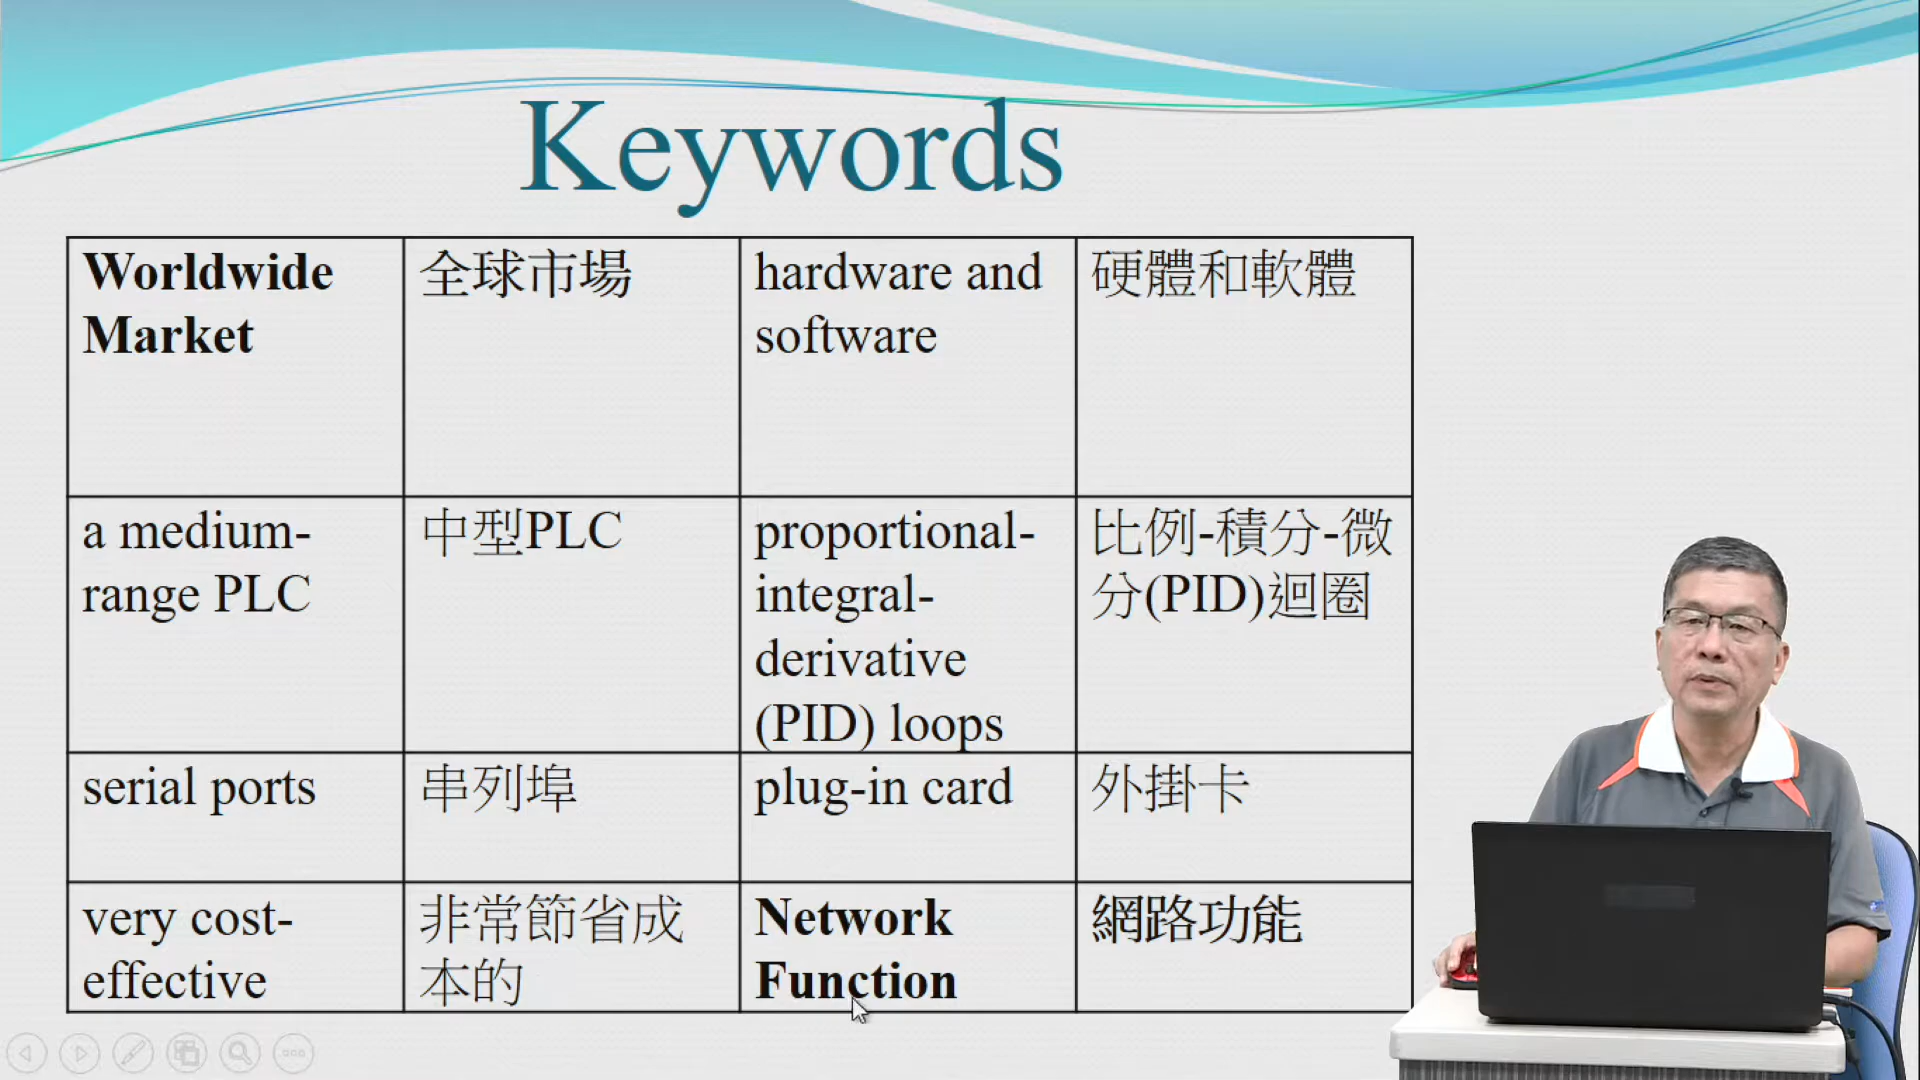 Keywords
Worldwide
Market
全球市場
hardware and
software
硬體和軟體
a medium-
range PLC
中型PLC
proportional-
integral-
derivative
(PID) loops
比例-積分-微
分(PID)迴圈
serial ports
串列埠
plug-in card
外掛卡
very cost-
effective
非常節省成
本的
Network
Function
網路功能